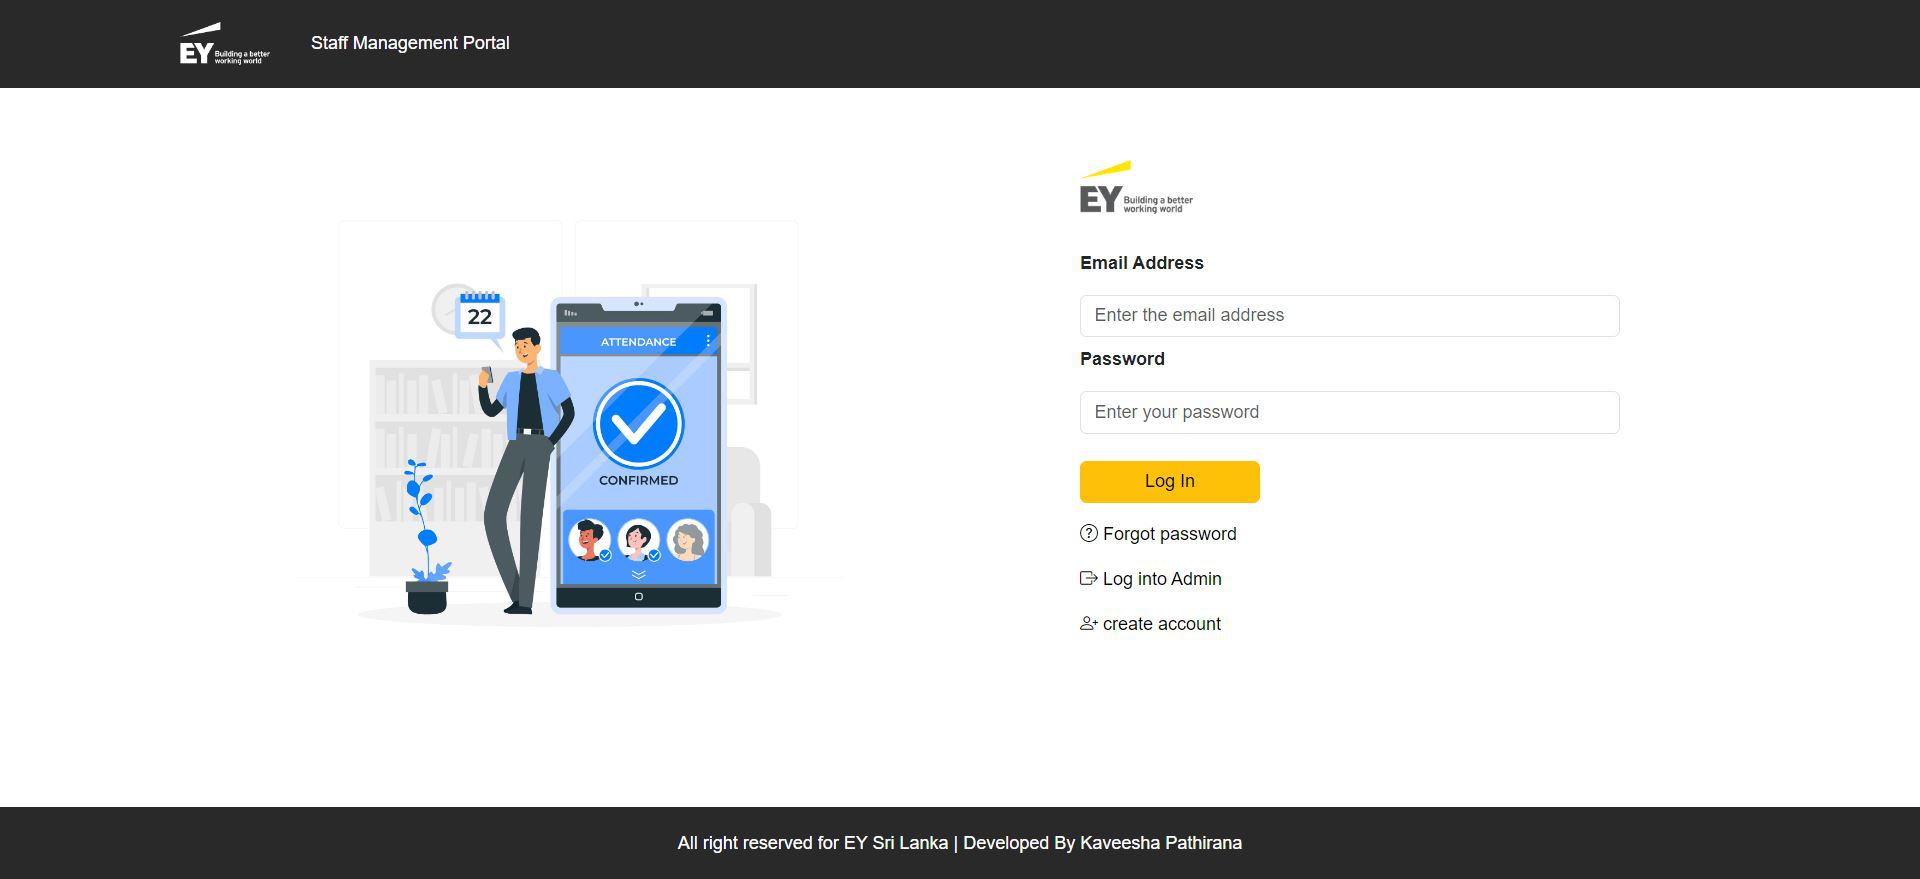 EY Building a better
working world
Staff Management Portal
22
ATTENDANCE
CONFIRMED
EY Building a better
working world
Email Address
Enter the email address
Password
Enter your password
Log In
Forgot password
Log into Admin
create account
All right reserved for EY Sri Lanka | Developed By Kaveesha Pathirana